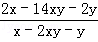 2x − 14xy − 2y
x − 2xy − y